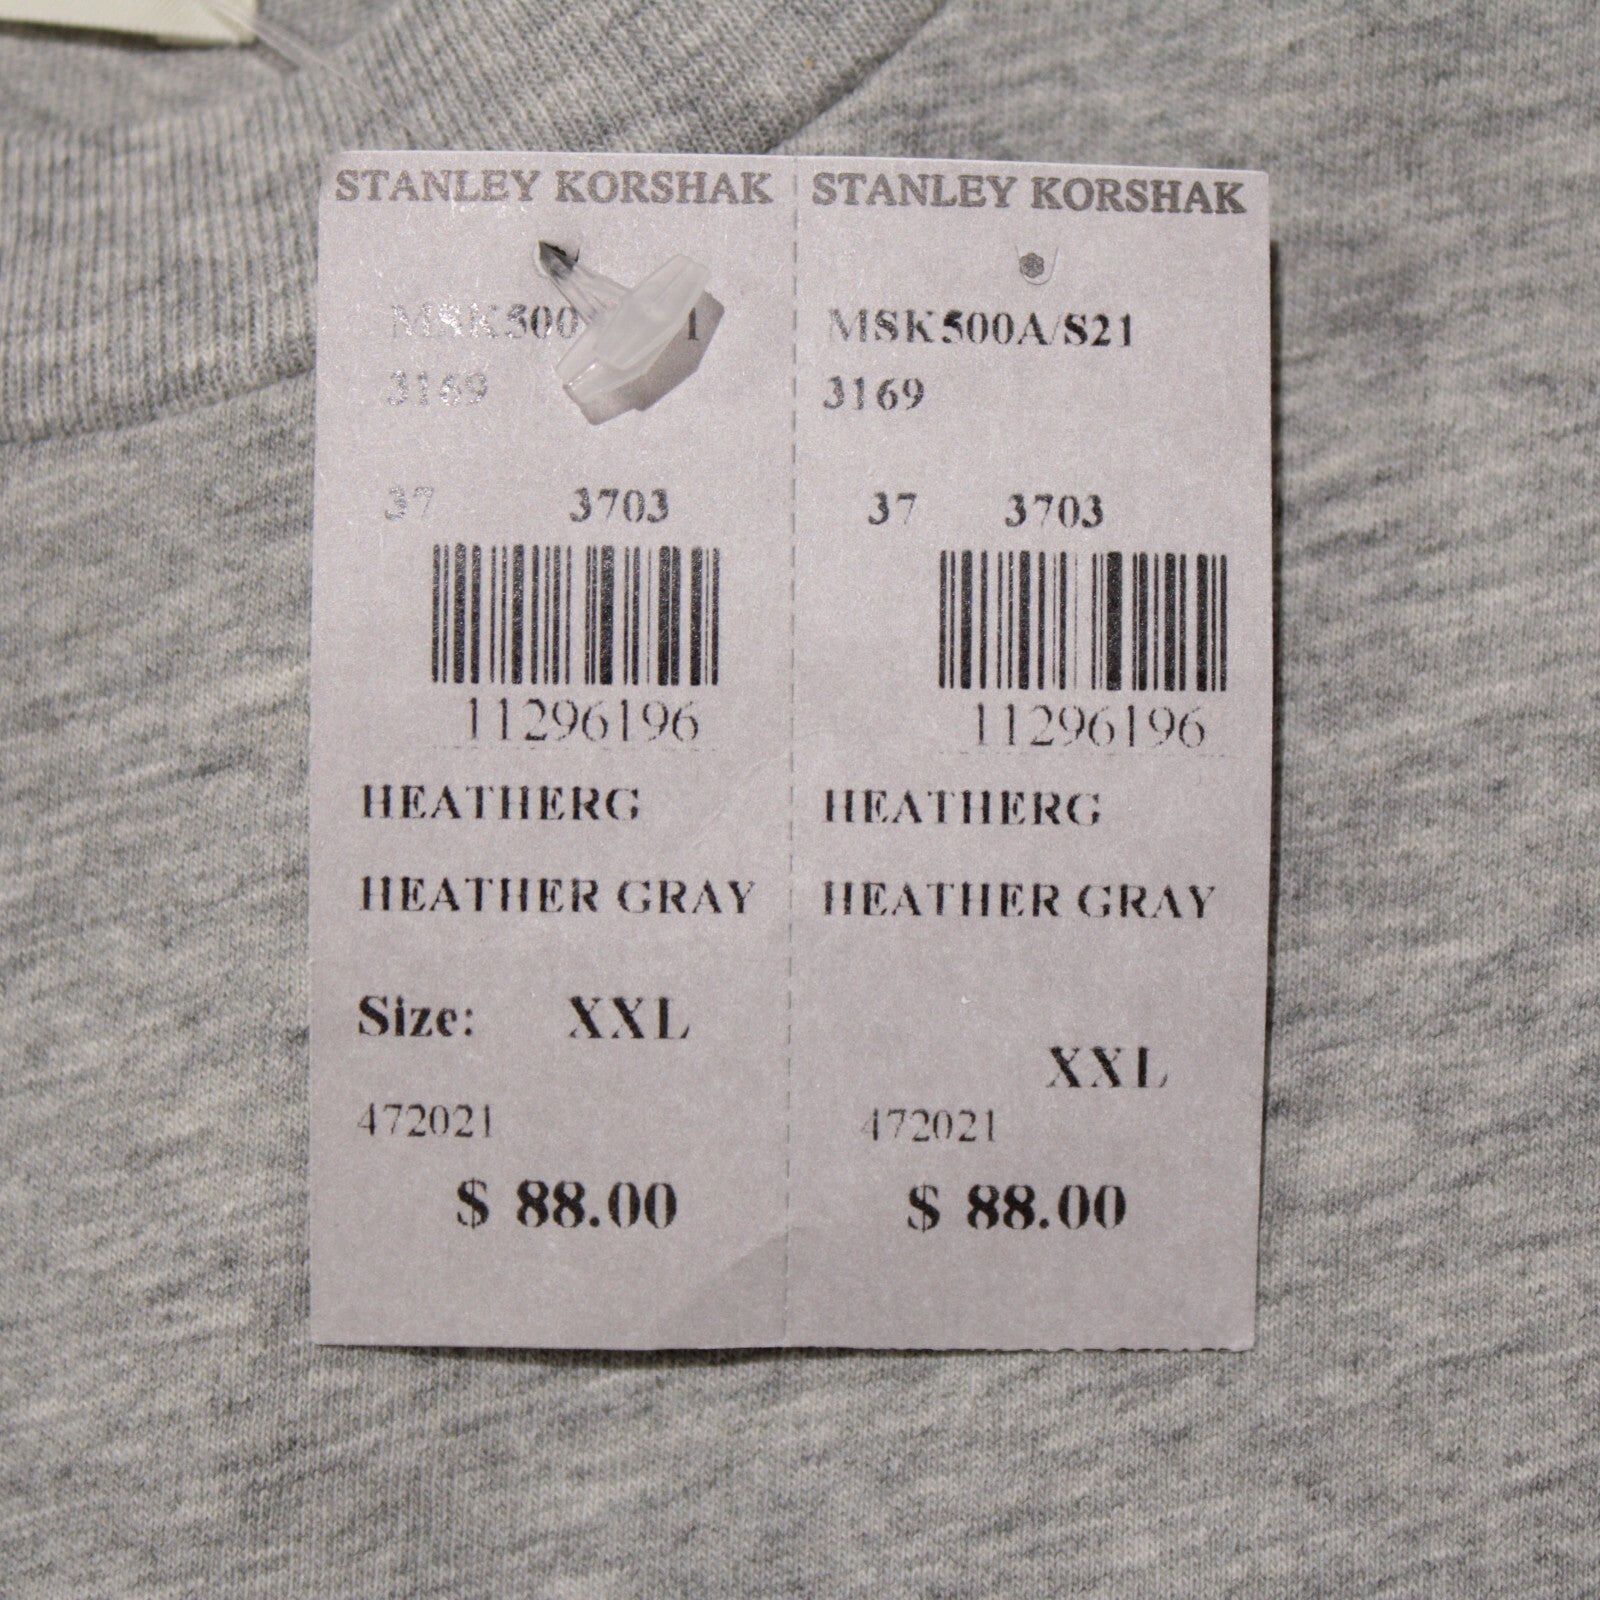 STANLEY KORSHAK
MSK500 1
3169
37 3703
11296196
HEATHERG
HEATHER GRAY
Size: XXL
472021
$ 88.00
STANLEY KORSHAK
MSK500A/S21
3169
37 3703
11296196
HEATHERG
HEATHER GRAY
XXL
472021
$ 88.00